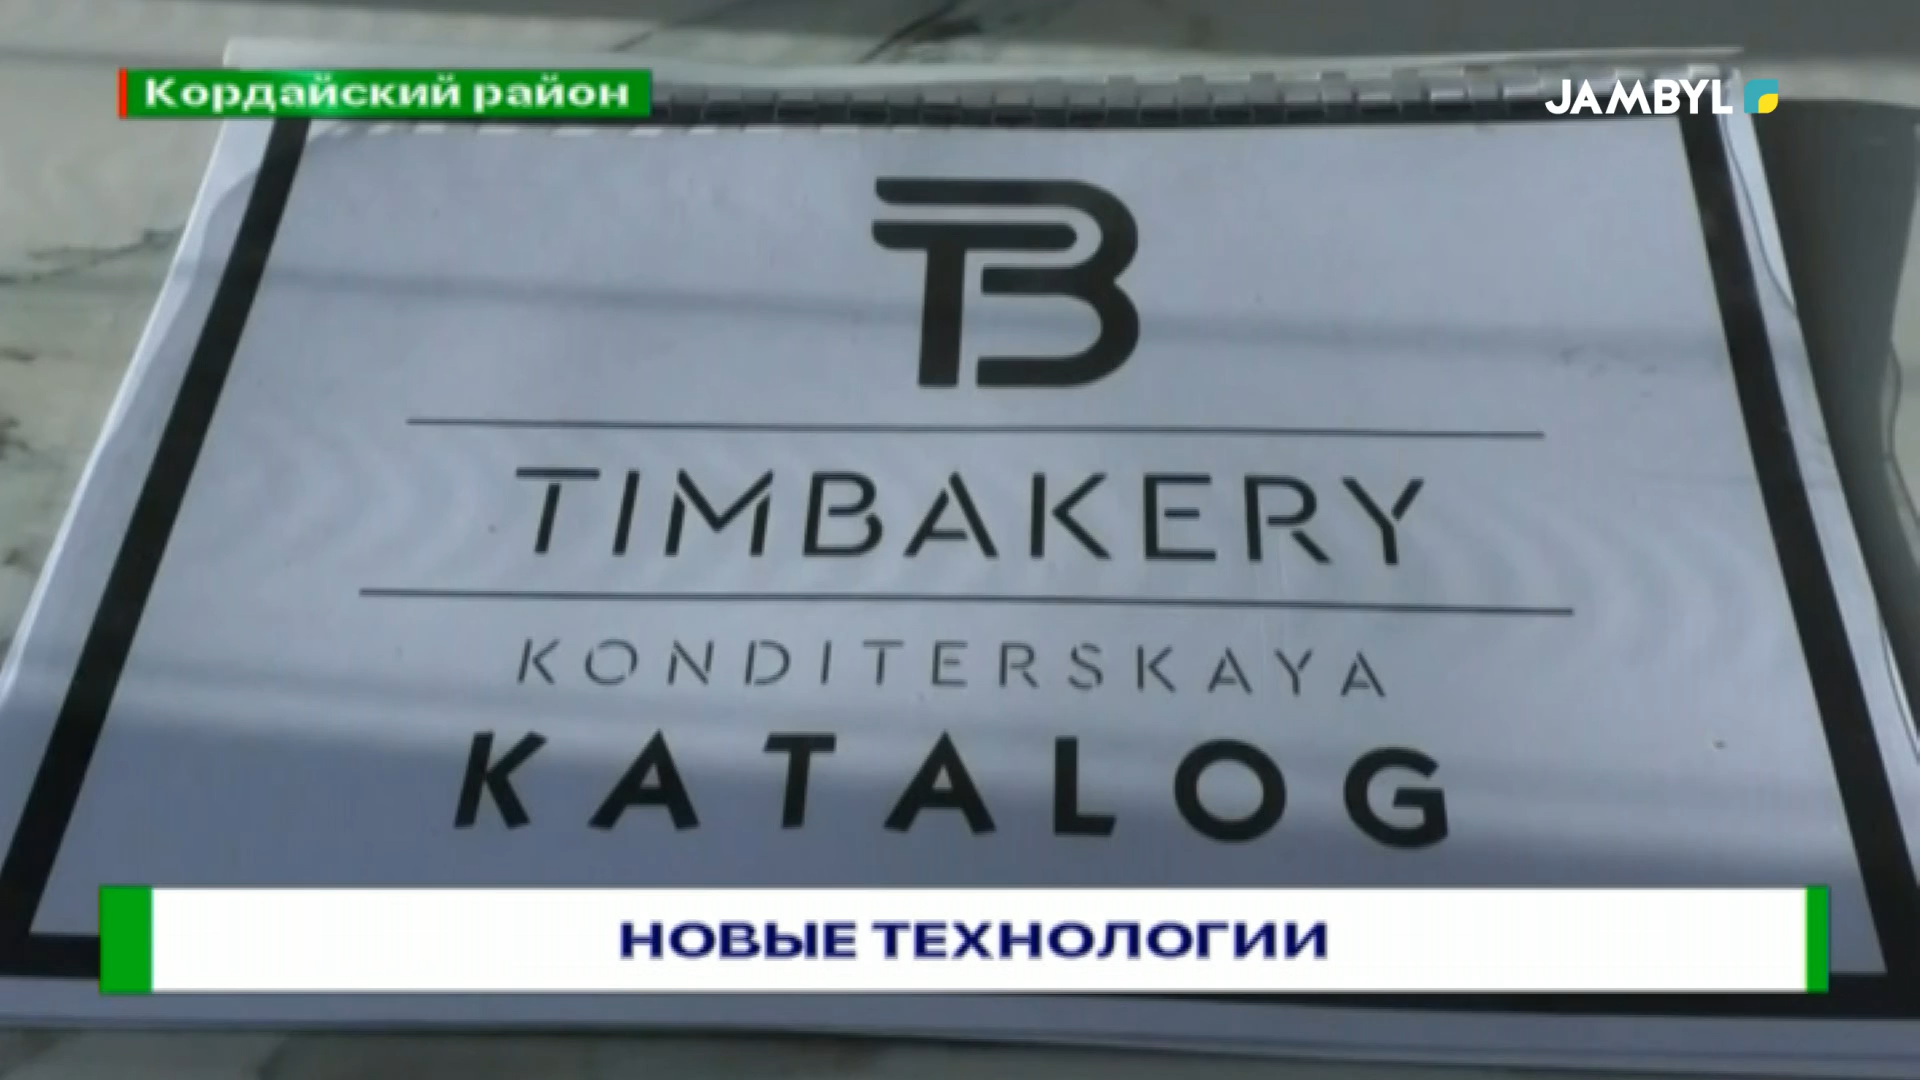 Кордайский район
JAMBYL
TB
TIMBAKERY
KONDITERSKAYA
KATALOG
НОВЫЕ ТЕХНОЛОГИИ